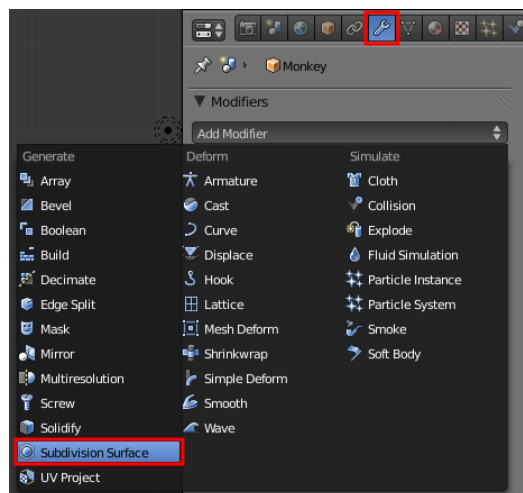 Monkey
Modifiers
Add Modifier
Generate
Array
Bevel
Boolean
Build
Decimate
Edge Split
Mask
Mirror
Multiresolution
Screw
Solidify
Subdivision Surface
UV Project
Deform
Armature
Cast
Curve
Displace
Hook
Lattice
Mesh Deform
Shrinkwrap
Simple Deform
Smooth
Wave
Simulate
Cloth
Collision
Explode
Fluid Simulation
Particle Instance
Particle System
Smoke
Soft Body